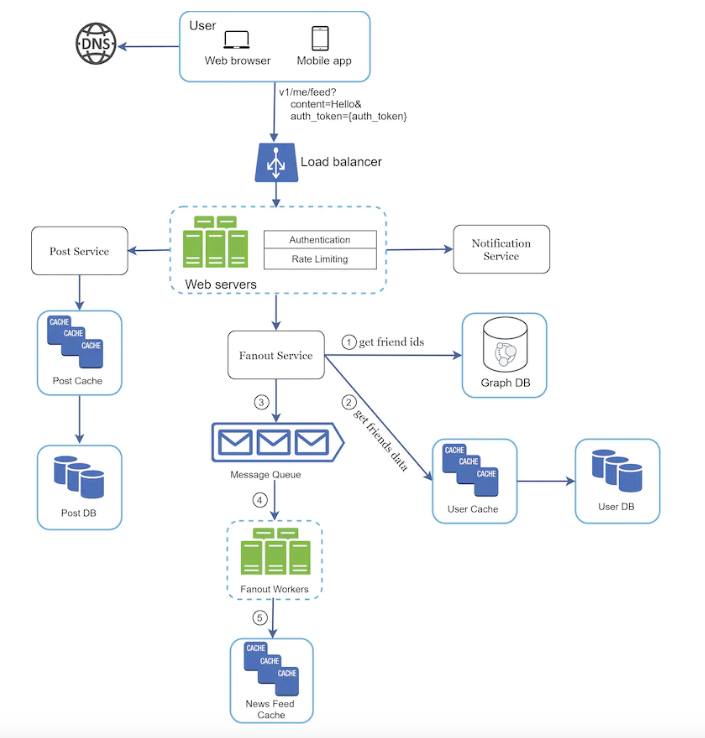 User
DNS
Web browser
Mobile app
v1/me/feed?
content=Hello&
auth_token={auth_token}
Load balancer
Authentication
Rate Limiting
Web servers
Post Service
Notification
Service
CACHE
CACHE
CACHE
Post Cache
Post DB
Fanout Service
1 get friend ids
Graph DB
2 get friends data
CACHE
CACHE
CACHE
User Cache
User DB
3
Message Queue
4
Fanout Workers
5
CACHE
CACHE
CACHE
News Feed
Cache